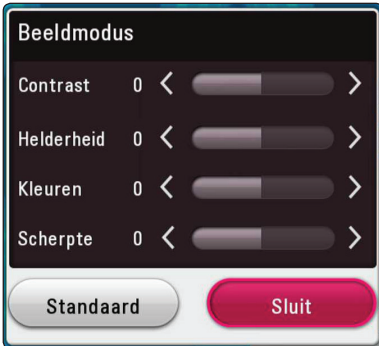 Beeldmodus
Contrast 0
Helderheid 0
Kleuren 0
Scherpte 0
Standaard Sluit